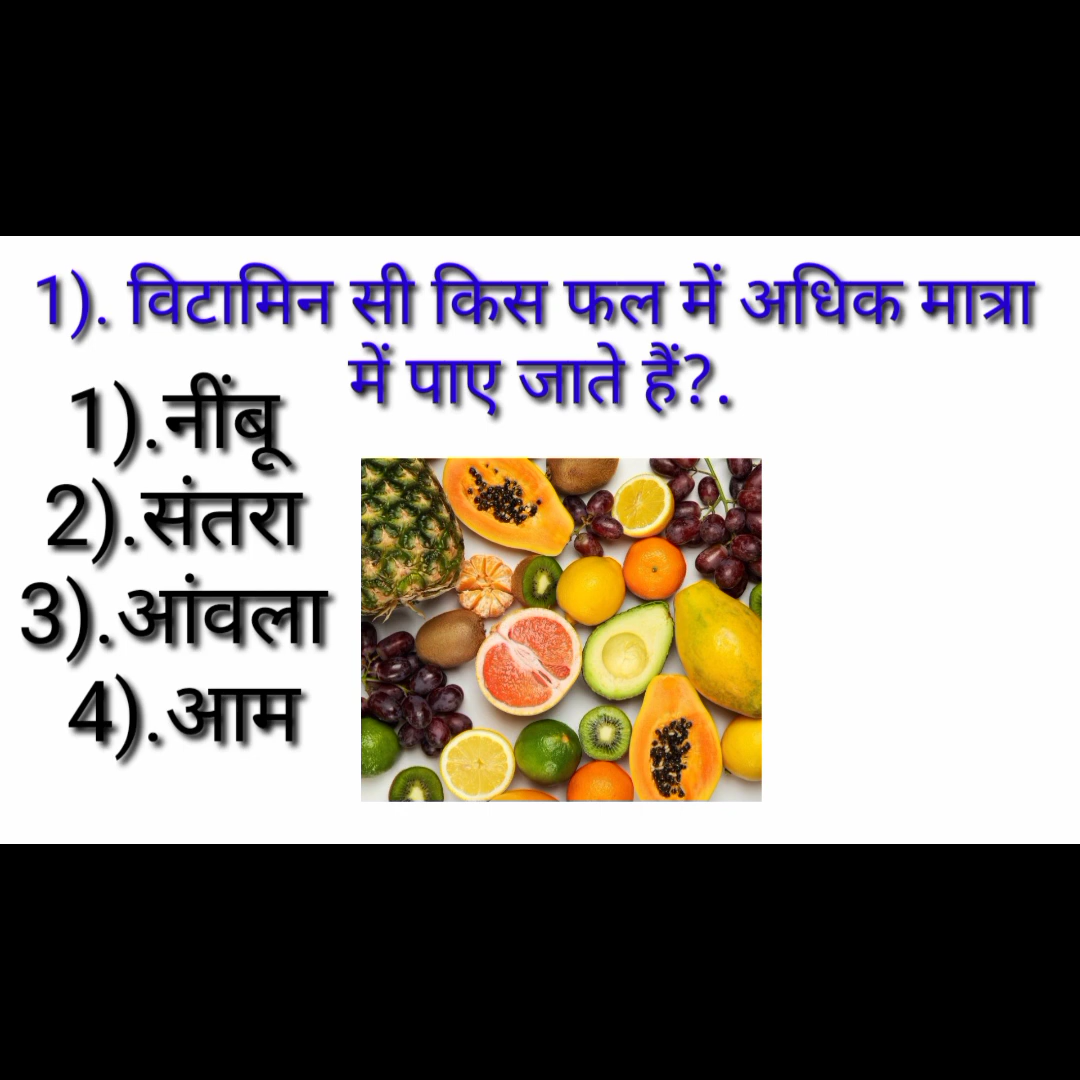 1). विटामिन सी किस फल में अधिक मात्रा
में पाए जाते हैं?.
1).नींबू
2).संतरा
3).आंवला
4).आम